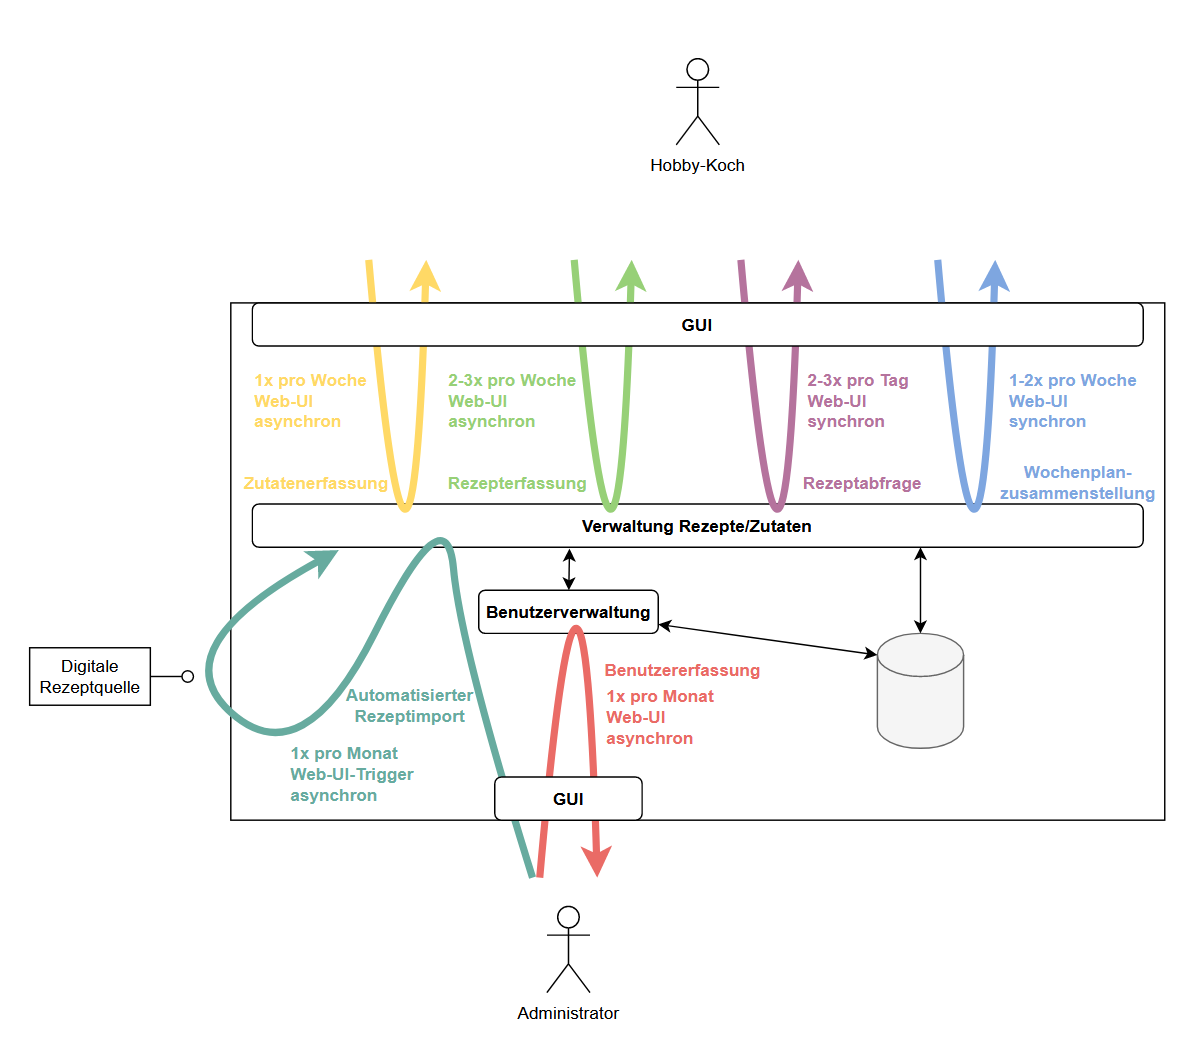 Hobby-Koch
GUI
1x pro Woche
Web-UI
asynchron
2-3x pro Woche
Web-UI
asynchron
2-3x pro Tag
Web-UI
synchron
1-2x pro Woche
Web-UI
synchron
Zutatenerfassung
Rezepterfassung
Rezeptabfrage
Wochenplan-
zusammenstellung
Verwaltung Rezepte/Zutaten
Benutzerverwaltung
Digitale
Rezeptquelle
Automatisierter
Rezeptimport
1x pro Monat
Web-UI-Trigger
asynchron
Benutzererfassung
1x pro Monat
Web-UI
asynchron
GUI
Administrator